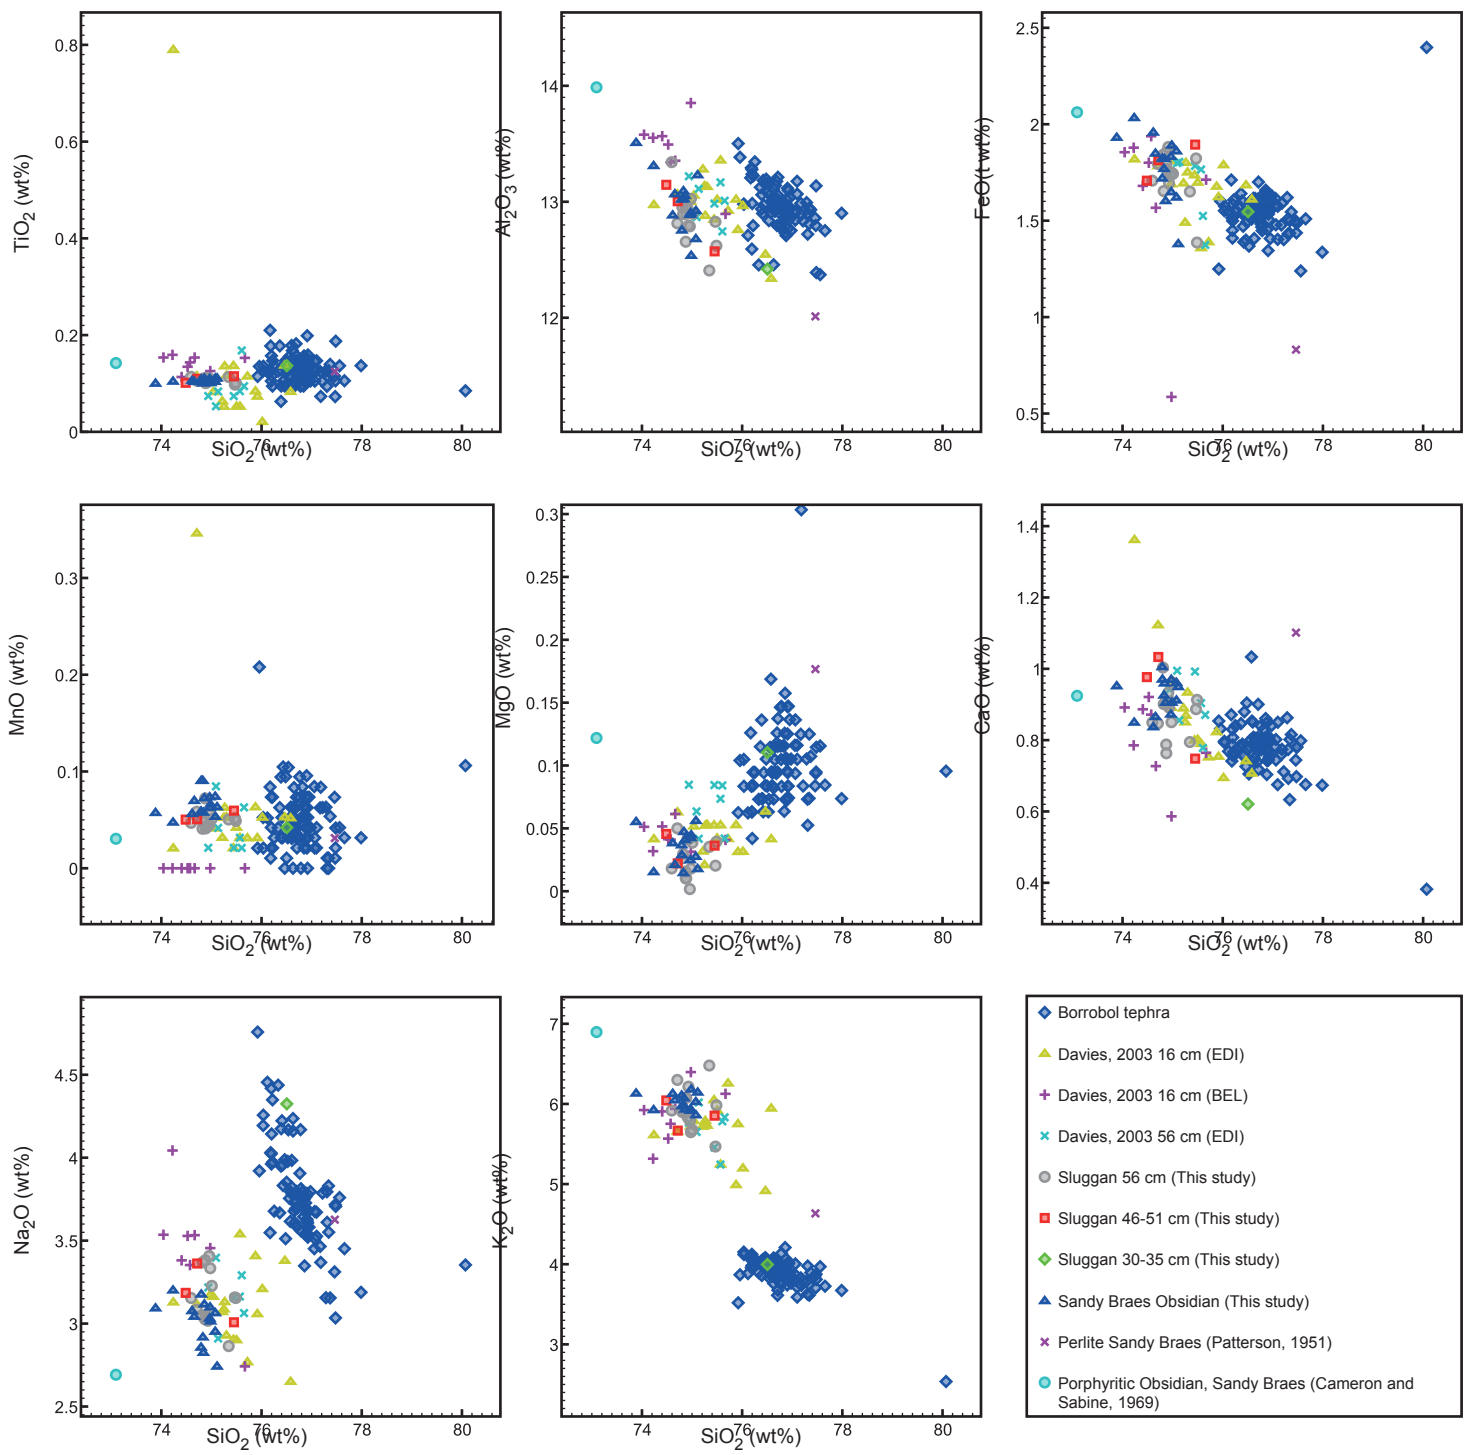 0.8
0.6
0.4
0.2
0
TiO2 (wt%)
74 76 78 80
SiO2 (wt%)
14
13
12
Al2O3 (wt%)
74 76 78 80
SiO2 (wt%)
2.5
2
1.5
1
0.5
FeO(t wt%)
74 76 78 80
SiO2 (wt%)
0.3
0.2
0.1
0
MnO (wt%)
74 76 78 80
SiO2 (wt%)
0.3
0.25
0.2
0.15
0.1
0.05
0
MgO (wt%)
74 76 78 80
SiO2 (wt%)
1.4
1.2
1
0.8
0.6
0.4
CaO (wt%)
74 76 78 80
SiO2 (wt%)
4.5
4
3.5
3
2.5
Na2O (wt%)
74 76 78 80
SiO2 (wt%)
7
6
5
4
3
K2O (wt%)
74 76 78 80
SiO2 (wt%)
Borrobol tephra
Davies, 2003 16 cm (EDI)
Davies, 2003 16 cm (BEL)
Davies, 2003 56 cm (EDI)
Sluggan 56 cm (This study)
Sluggan 46-51 cm (This study)
Sluggan 30-35 cm (This study)
Sandy Braes Obsidian (This study)
Perlite Sandy Braes (Patterson, 1951)
Porphyritic Obsidian, Sandy Braes (Cameron and
Sabine, 1969)